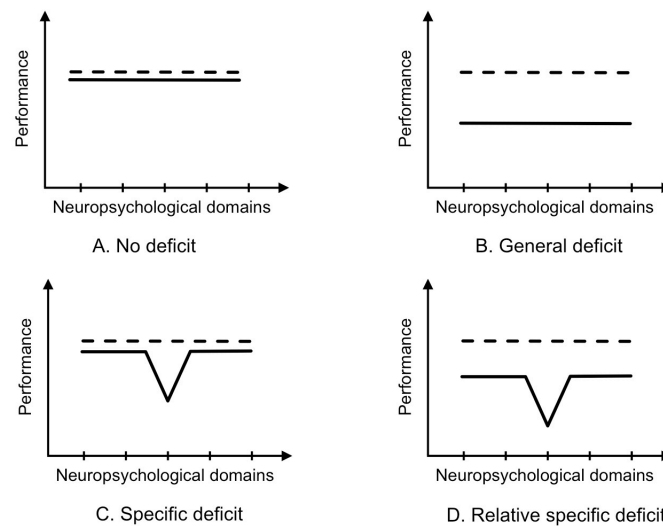 Performance
Neuropsychological domains
A. No deficit
Performance
Neuropsychological domains
B. General deficit
Performance
Neuropsychological domains
C. Specific deficit
Performance
Neuropsychological domains
D. Relative specific deficit